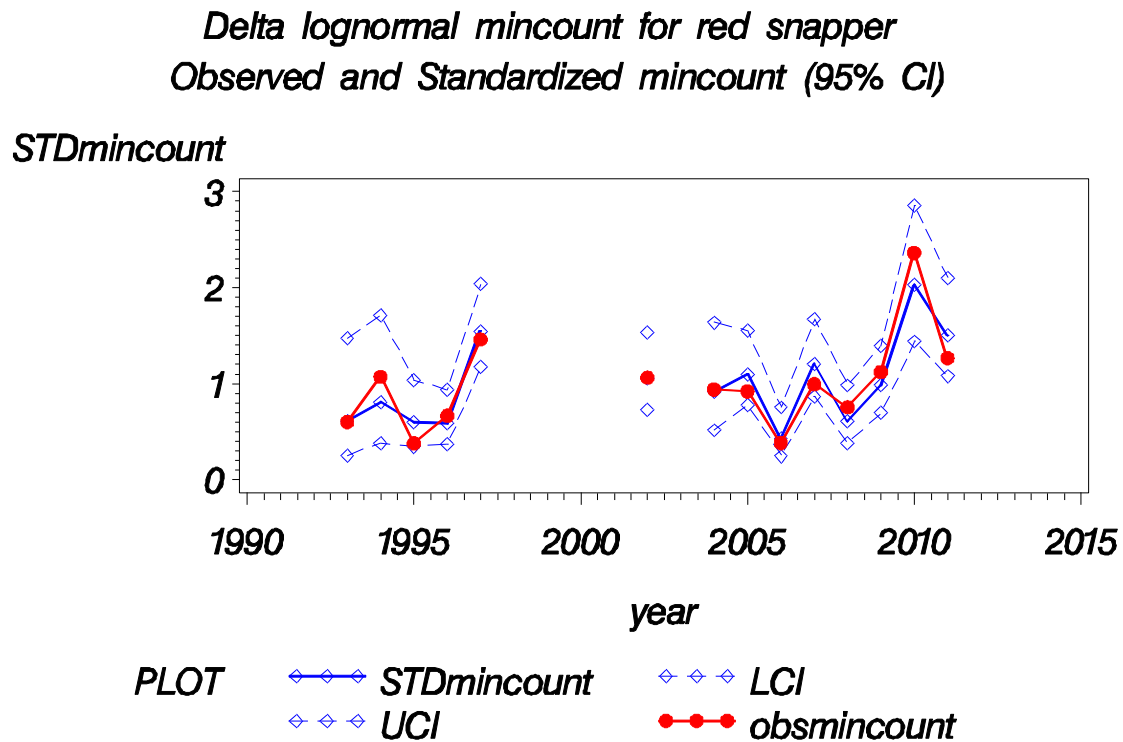 Delta lognormal mincount for red snapper
Observed and Standardized mincount (95% CI)
STDmincount
3
2
1
0
1990 1995 2000 2005 2010 2015
year
PLOT STDmincount LCI
UCI obsmincount